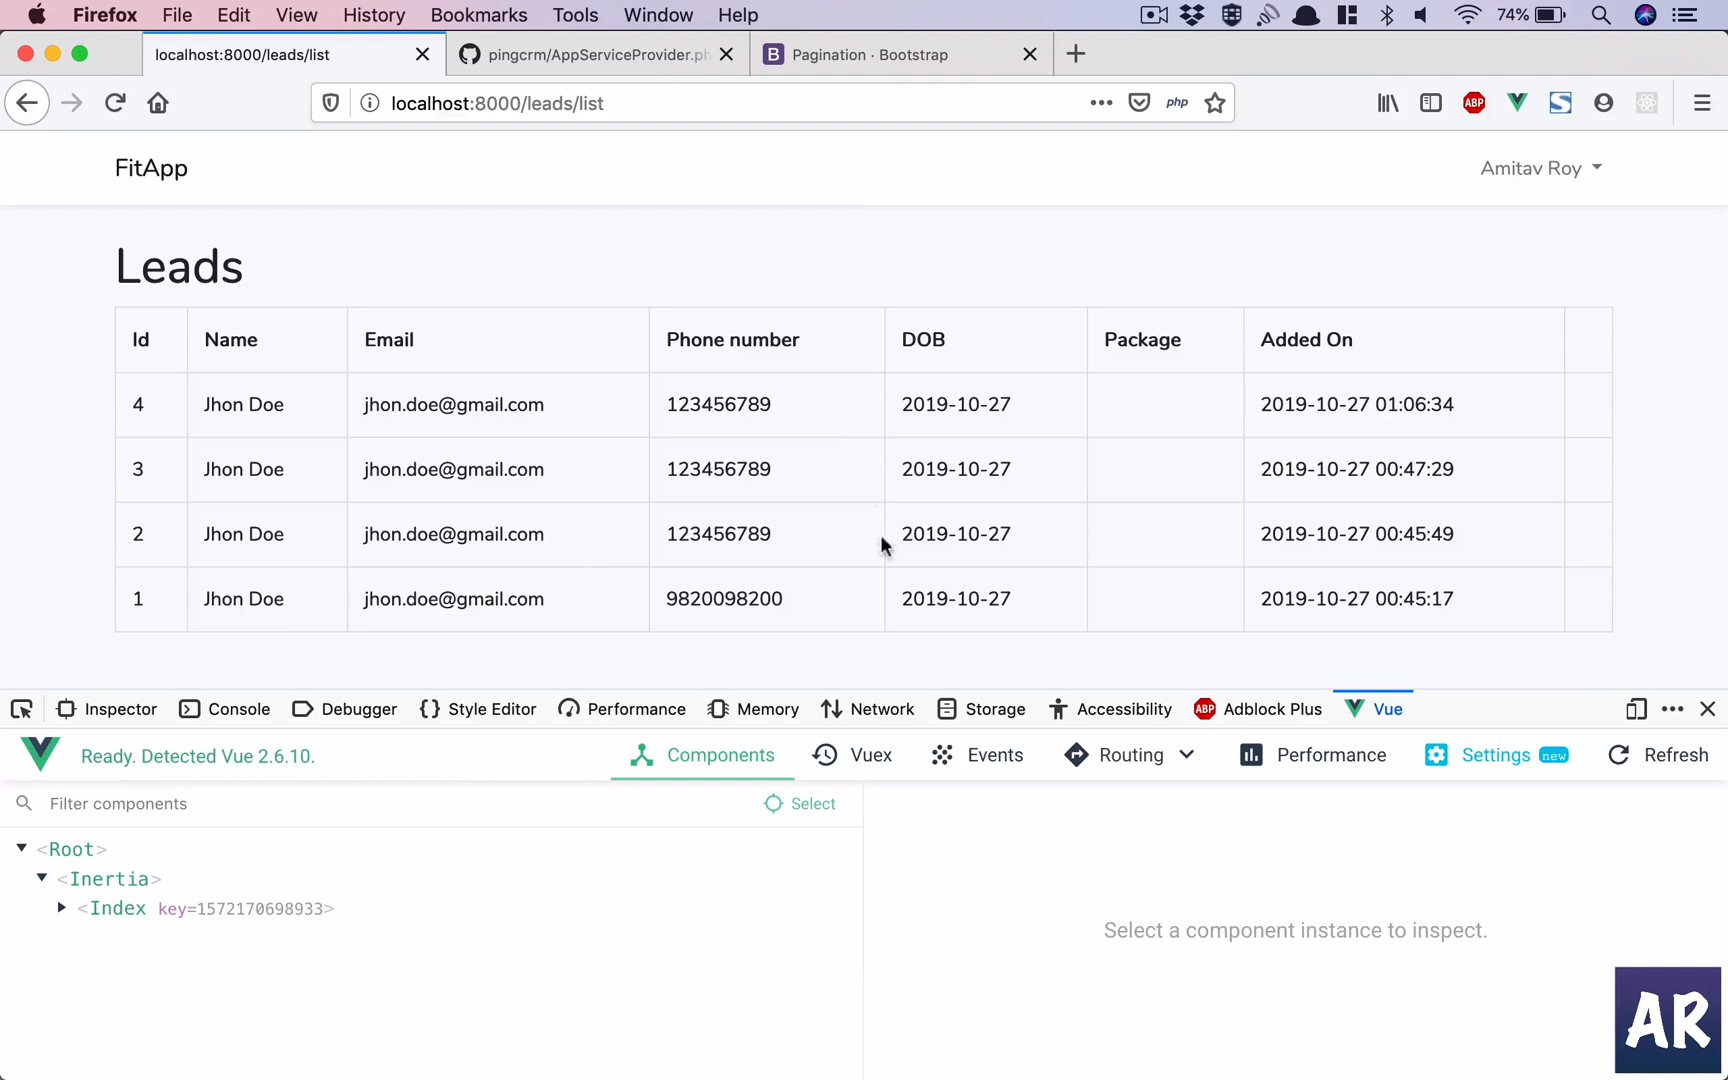 Firefox File Edit View History Bookmarks Tools Window Help 74%
localhost:8000/leads/list pingcrm/AppServiceProvider.ph Pagination · Bootstrap
localhost:8000/leads/list php ABP
FitApp Amitav Roy
Leads
Id Name Email Phone number DOB Package Added On
4 Jhon Doe jhon.doe@gmail.com 123456789 2019-10-27 2019-10-27 01:06:34
3 Jhon Doe jhon.doe@gmail.com 123456789 2019-10-27 2019-10-27 00:47:29
2 Jhon Doe jhon.doe@gmail.com 123456789 2019-10-27 2019-10-27 00:45:49
1 Jhon Doe jhon.doe@gmail.com 9820098200 2019-10-27 2019-10-27 00:45:17
Inspector Console Debugger Style Editor Performance Memory Network Storage Accessibility ABP Adblock Plus Vue
Ready. Detected Vue 2.6.10. Components Vuex Events Routing Performance Settings new Refresh
Filter components Select
<Root>
<Inertia>
<Index key=1572170698933>
Select a component instance to inspect.
AR